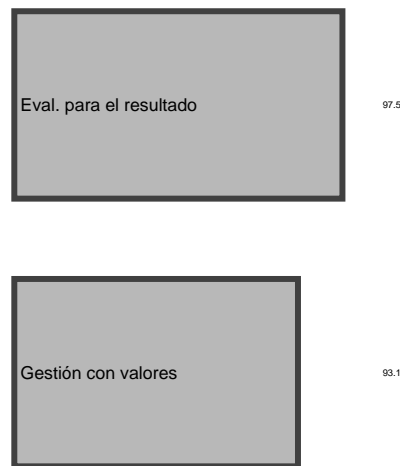 Eval. para el resultado 97.5
Gestión con valores 93.1